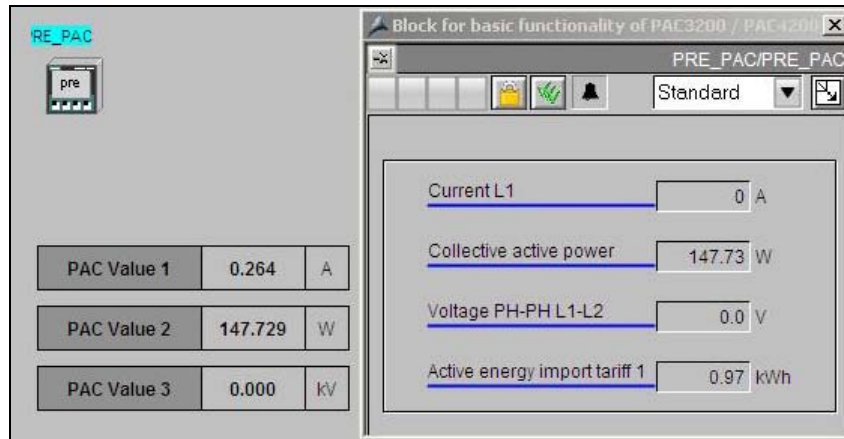 PRE_PAC
pre
PAC Value 1 0.264 A
PAC Value 2 147.729 W
PAC Value 3 0.000 kV
Block for basic functionality of PAC3200 / PAC4200
PRE_PAC/PRE_PAC
Standard
Current L1 0 A
Collective active power 147.73 W
Voltage PH-PH L1-L2 0.0 V
Active energy import tariff 1 0.97 kWh